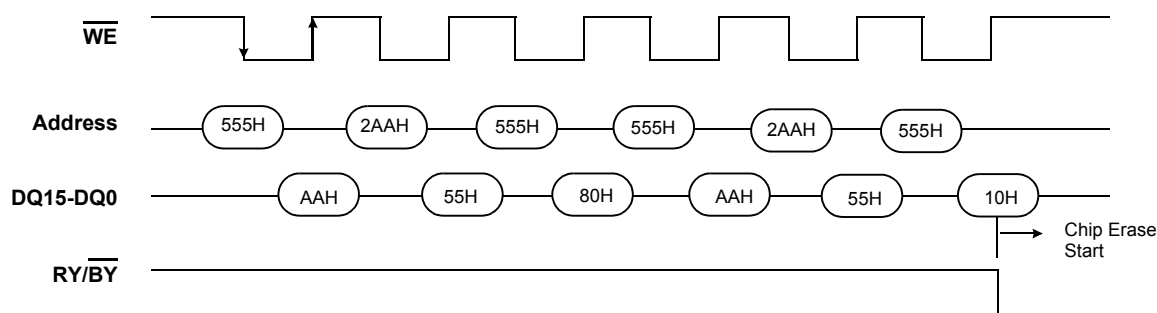 WE
Address 555H 2AAH 555H 555H 2AAH 555H
DQ15-DQ0 AAH 55H 80H AAH 55H 10H
Chip Erase
Start
RY/BY